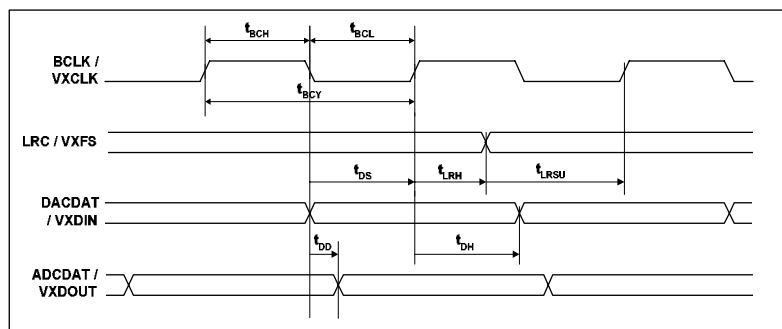 tBCH
tBCL
BCLK /
VXCLK
tBCY
LRC / VXFS
tDS
tLRH
tLRSU
DACDAT
/ VXDIN
tDD
tDH
ADCDAT /
VXDOUT